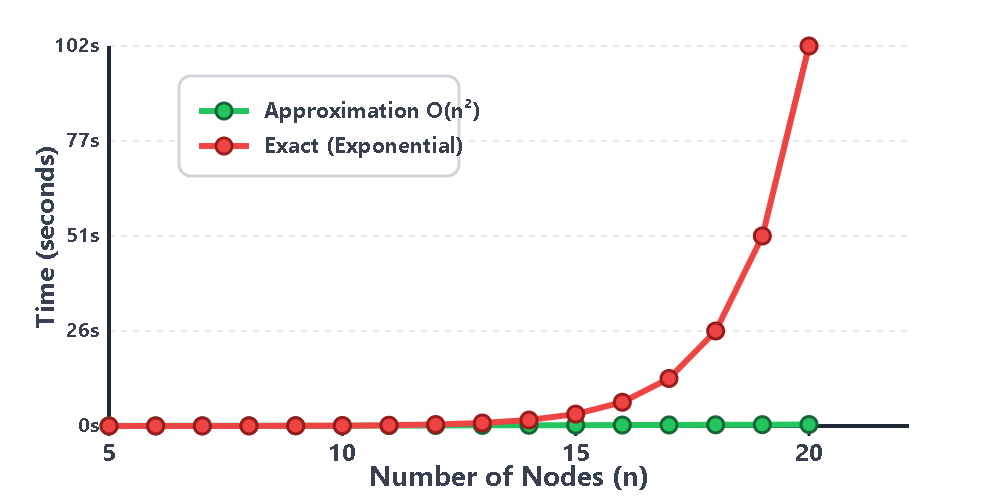 102s
77s
51s
26s
0s
Time (seconds)
Approximation O(n²)
Exact (Exponential)
5 10 15 20
Number of Nodes (n)